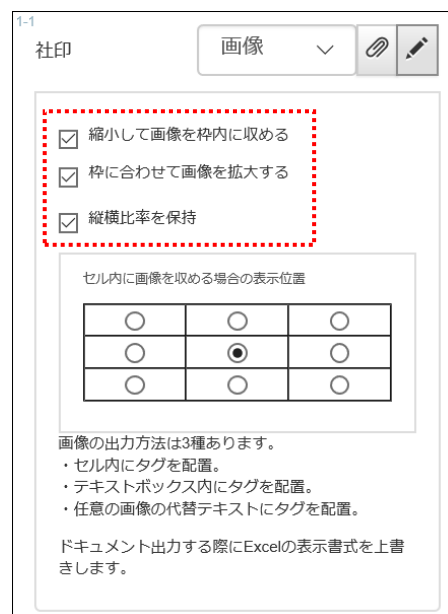 1-1
社印
画像
縮小して画像を枠内に収める
枠に合わせて画像を拡大する
縦横比率を保持
セル内に画像を収める場合の表示位置
画像の出力方法は3種あります。
・セル内にタグを配置。
・テキストボックス内にタグを配置。
・任意の画像の代替テキストにタグを配置。
ドキュメント出力する際にExcelの表示書式を上書
きします。